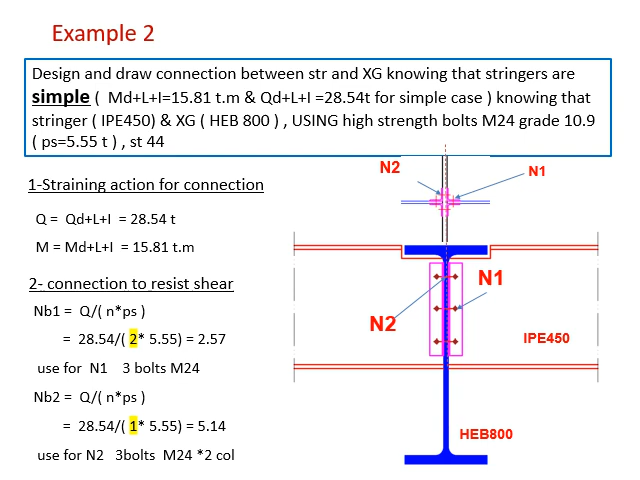 Example 2
Design and draw connection between str and XG knowing that stringers are
simple ( Md+L+I=15.81 t.m & Qd+L+I =28.54t for simple case ) knowing that
stringer ( IPE450) & XG ( HEB 800 ) , USING high strength bolts M24 grade 10.9
( ps=5.55 t ) , st 44
1-Straining action for connection
Q = Qd+L+I = 28.54 t
M = Md+L+I = 15.81 t.m
2- connection to resist shear
Nb1 = Q/( n*ps )
= 28.54/( 2* 5.55) = 2.57
use for N1 3 bolts M24
Nb2 = Q/( n*ps )
= 28.54/( 1* 5.55) = 5.14
use for N2 3bolts M24 *2 col
N2
N1
N1
N2
IPE450
HEB800